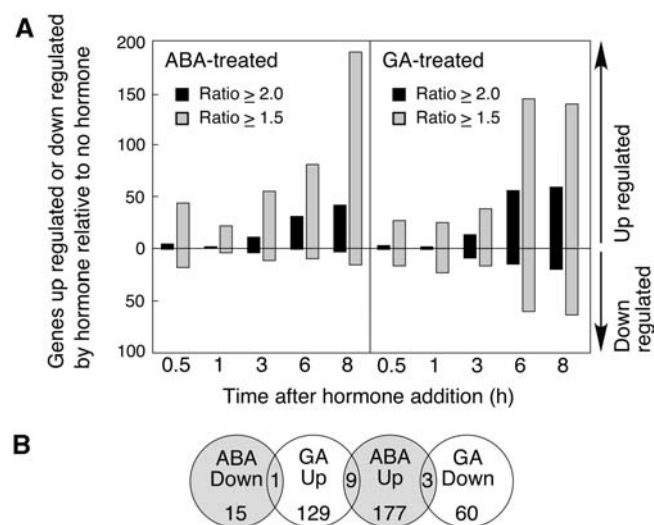 A
Genes up regulated or down regulated
by hormone relative to no hormone
200
150
100
50
0
50
100
ABA-treated
Ratio ≥ 2.0
Ratio ≥ 1.5
GA-treated
Ratio ≥ 2.0
Ratio ≥ 1.5
Up regulated
Down
regulated
0.5 1 3 6 8 0.5 1 3 6 8
Time after hormone addition (h)
B
ABA
Down
15
1
GA
Up
129
9
ABA
Up
177
3
GA
Down
60